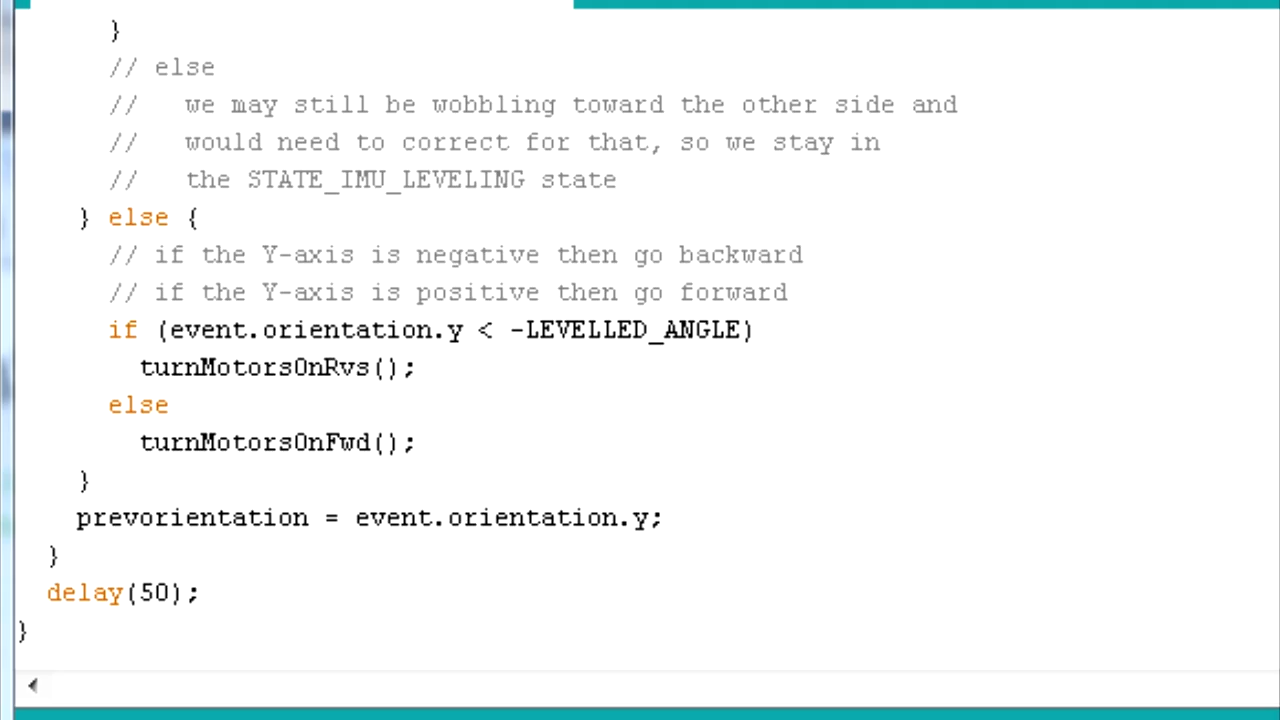 }
// else
//   we may still be wobbling toward the other side and
//   would need to correct for that, so we stay in
//   the STATE_IMU_LEVELING state
} else {
// if the Y-axis is negative then go backward
// if the Y-axis is positive then go forward
if (event.orientation.y < -LEVELLED_ANGLE)
turnMotorsOnRvs();
else
turnMotorsOnFwd();
}
prevorientation = event.orientation.y;
}
delay(50);
}